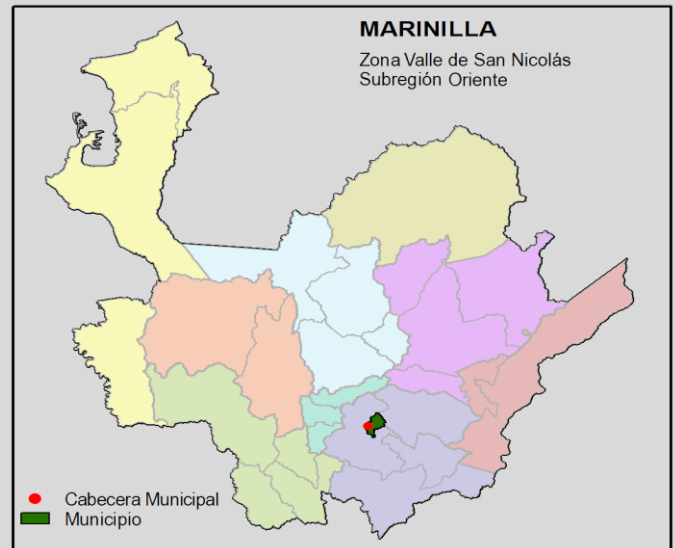 MARINILLA
Zona Valle de San Nicolás
Subregión Oriente
Cabecera Municipal
Municipio